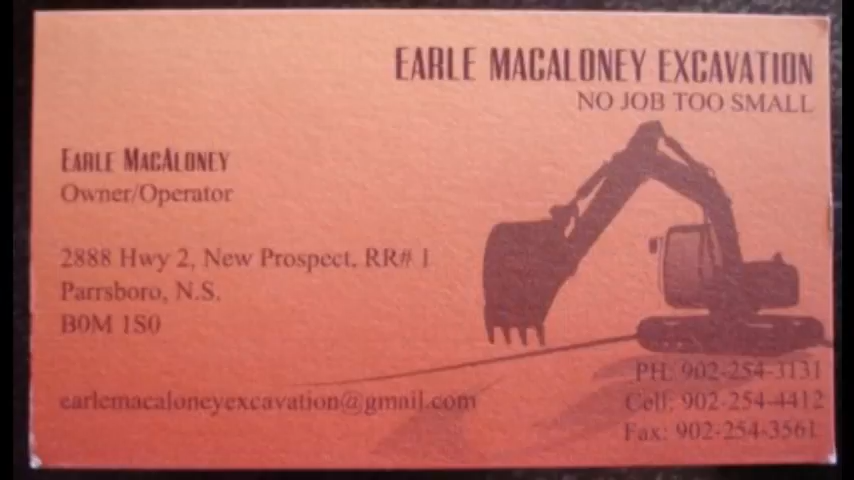 EARLE MACALONEY EXCAVATION
NO JOB TOO SMALL
EARLE MACALONEY
Owner/Operator
2888 Hwy 2, New Prospect, RR# 1
Parrsboro, N.S.
B0M 1S0
earlemacaloneyexcavation@gmail.com
PH: 902-254-3131
Cell: 902-254-4412
Fax: 902-254-3561